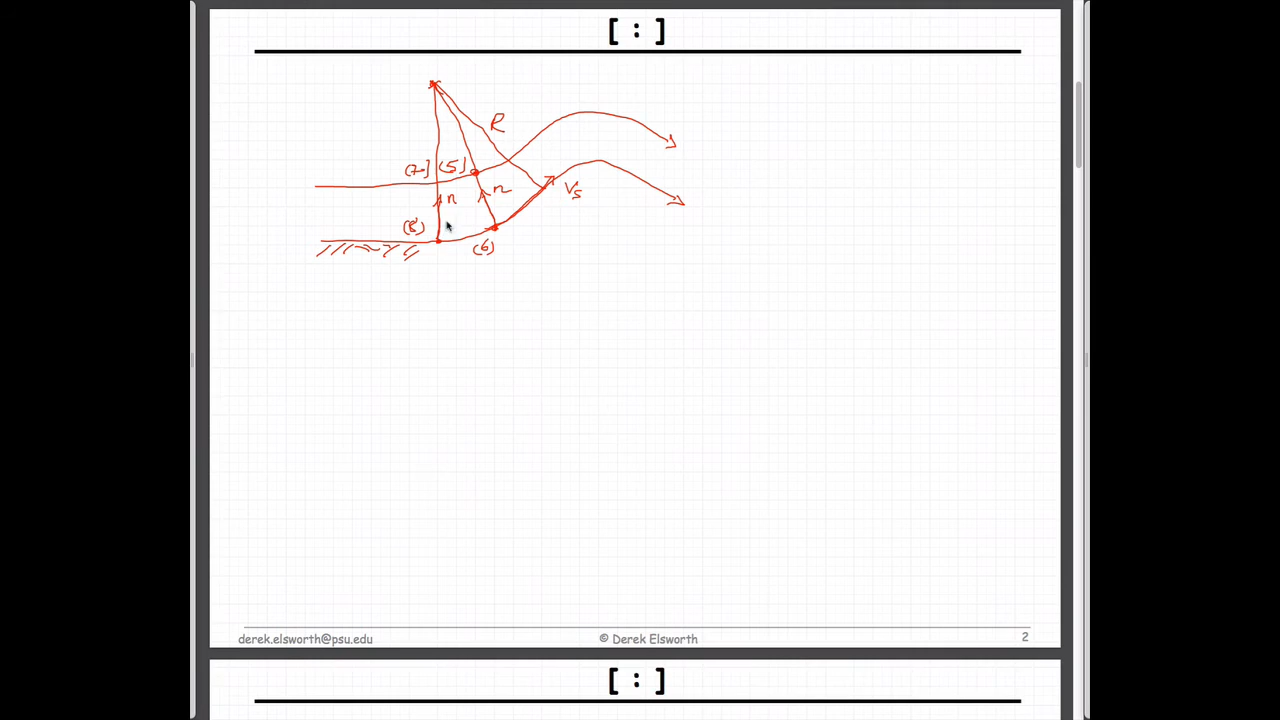 [ : ]
R
(7) (5)
n
n
Vs
(8)
(6)
derek.elsworth@psu.edu
© Derek Elsworth
2
[ : ]